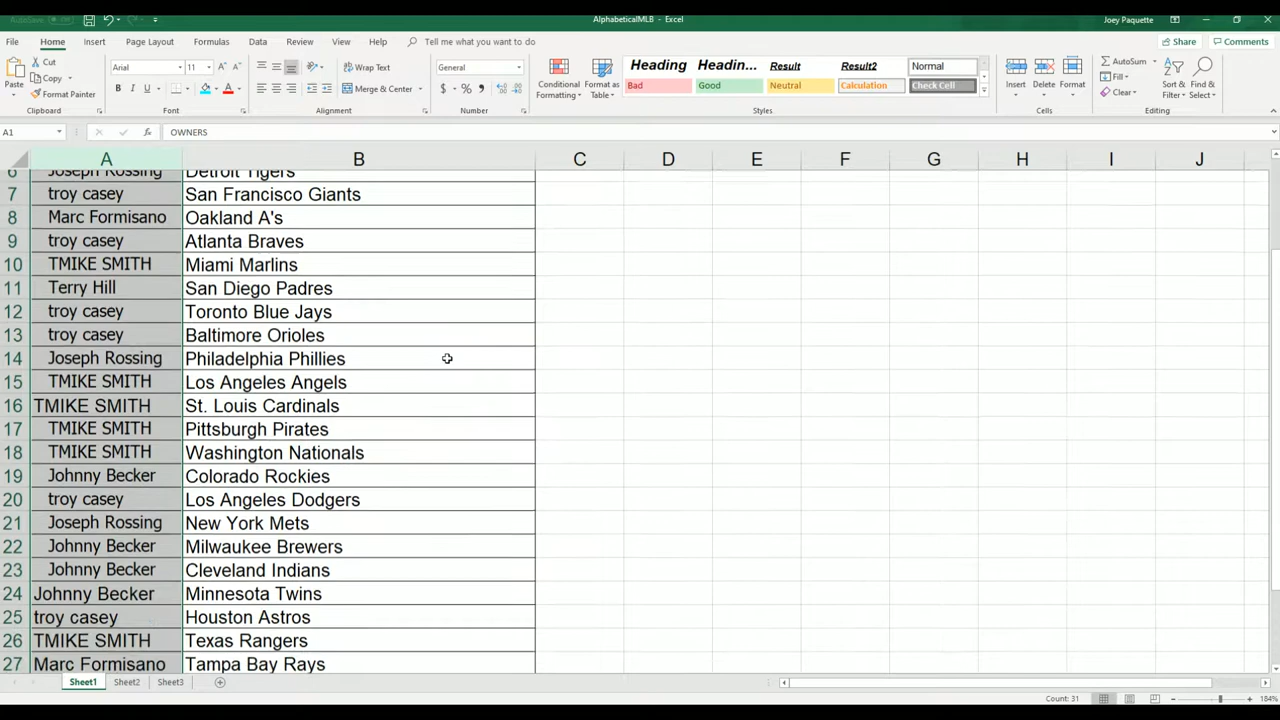 AutoSave
AlphabeticalMLB - Excel
Joey Paquette
File Home Insert Page Layout Formulas Data Review View Help Tell me what you want to do
Share Comments
Cut
Copy
Format Painter
Paste
Clipboard
Arial 11
B I U
Font
Wrap Text
Merge & Center
Alignment
General
$ % ,
Number
Conditional Formatting
Format as Table
Heading Headin... Result Result2 Normal
Bad Good Neutral Calculation Check Cell
Styles
Insert Delete Format
Cells
AutoSum
Fill
Clear
Sort & Filter
Find & Select
Editing
A1 fx OWNERS
A B C D E F G H I J
6 Joseph Rossing Detroit Tigers
7 troy casey San Francisco Giants
8 Marc Formisano Oakland A's
9 troy casey Atlanta Braves
10 TMIKE SMITH Miami Marlins
11 Terry Hill San Diego Padres
12 troy casey Toronto Blue Jays
13 troy casey Baltimore Orioles
14 Joseph Rossing Philadelphia Phillies
15 TMIKE SMITH Los Angeles Angels
16 TMIKE SMITH St. Louis Cardinals
17 TMIKE SMITH Pittsburgh Pirates
18 TMIKE SMITH Washington Nationals
19 Johnny Becker Colorado Rockies
20 troy casey Los Angeles Dodgers
21 Joseph Rossing New York Mets
22 Johnny Becker Milwaukee Brewers
23 Johnny Becker Cleveland Indians
24 Johnny Becker Minnesota Twins
25 troy casey Houston Astros
26 TMIKE SMITH Texas Rangers
27 Marc Formisano Tampa Bay Rays
Sheet1 Sheet2 Sheet3
Count: 31
184%